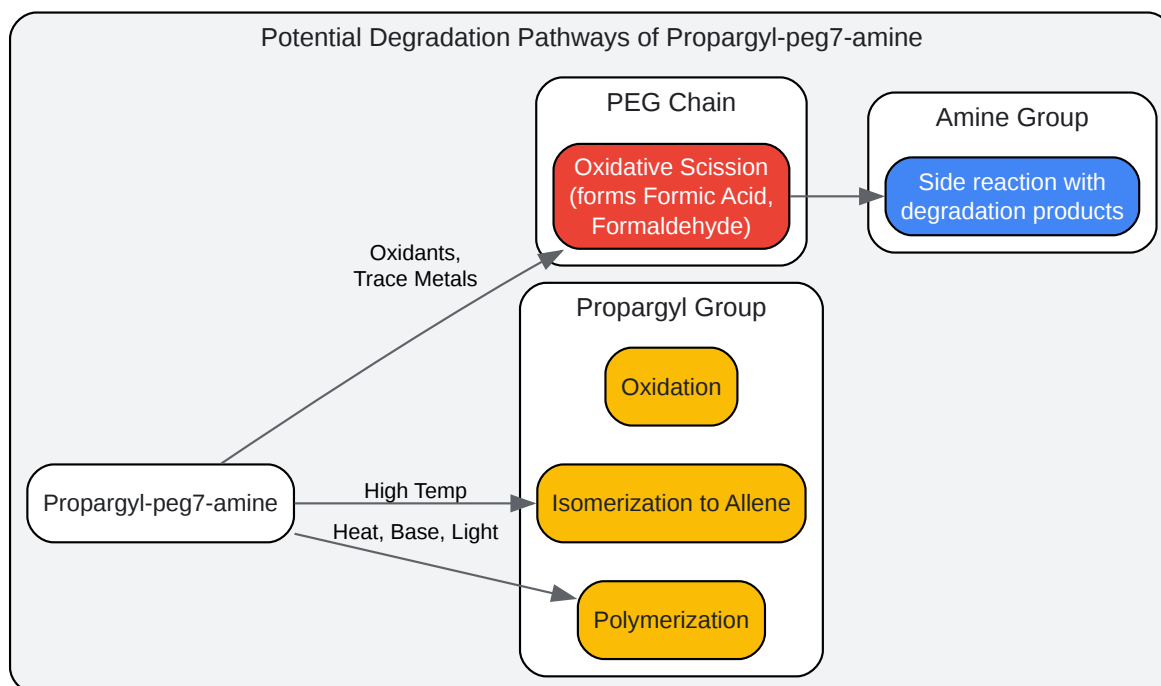 Potential Degradation Pathways of Propargyl-peg7-amine
PEG Chain
Oxidative Scission
(forms Formic Acid,
Formaldehyde)
Amine Group
Side reaction with
degradation products
Oxidants,
Trace Metals
Propargyl Group
Oxidation
Propargyl-peg7-amine
High Temp
Isomerization to Allene
Heat, Base, Light
Polymerization